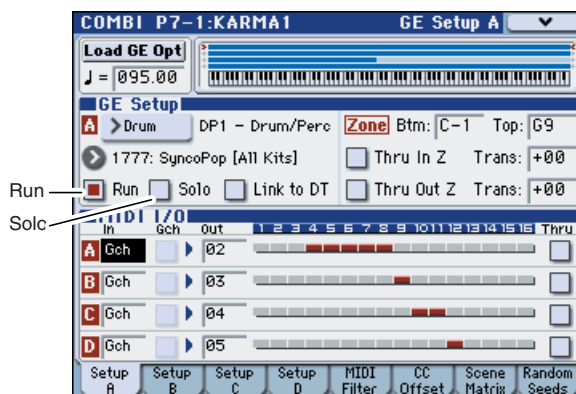 COMBI P7-1:KARMA1 GE Setup A
Load GE Opt
♩= 095.00
GE Setup
A >Drum DP1 - Drum/Perc Zone Btm: C-1 Top: G9
1777: SyncoPop [All Kits] Thru In Z Trans: +00
Run Solo Link to DT Thru Out Z Trans: +00
Run
Solo
MIDI I/O
In Gch Out 1 2 3 4 5 6 7 8 9 10 11 12 13 14 15 16 Thru
A Gch 02
B Gch 03
C Gch 04
D Gch 05
Setup A Setup B Setup C Setup D MIDI Filter CC Offset Scene Matrix Random Seeds